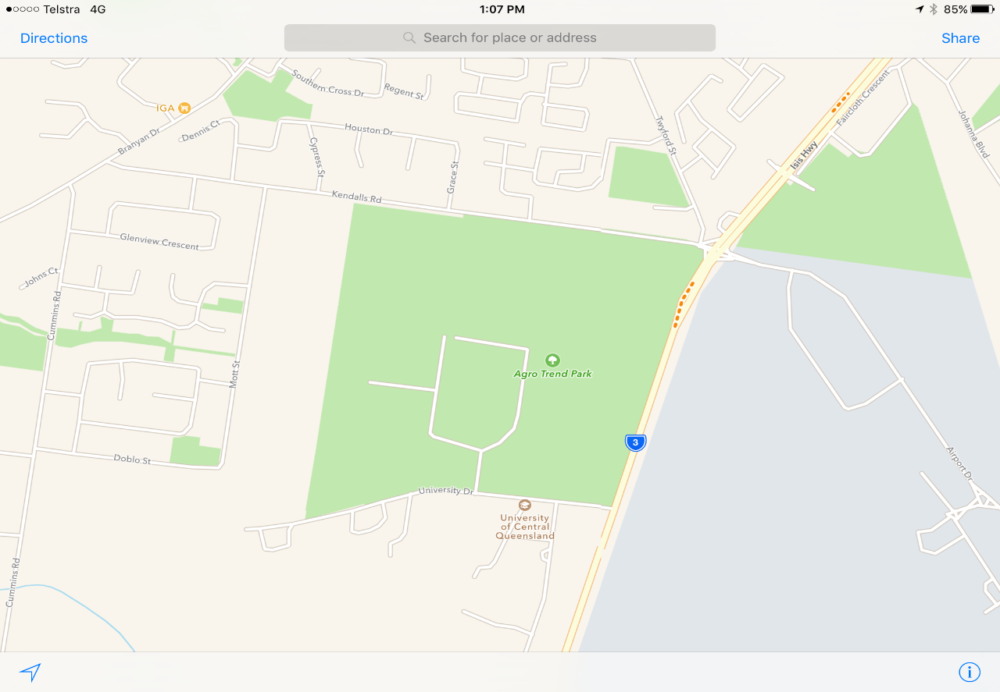 Telstra 4G 1:07 PM 85%
Directions Search for place or address Share
Southern Cross Dr
Regent St
Faircloth Crescent
IGA
Johanna Blvd
Branyan Dr
Dennis Ct
Houston Dr
Twyford St
Cypress St
Isis Hwy
Grace St
Kendalls Rd
Glenview Crescent
Johns Ct
Cummins Rd
Mott St
Agro Trend Park
3
Doblo St
Airport Dr
University Dr
University
of Central
Queensland
Cummins Rd